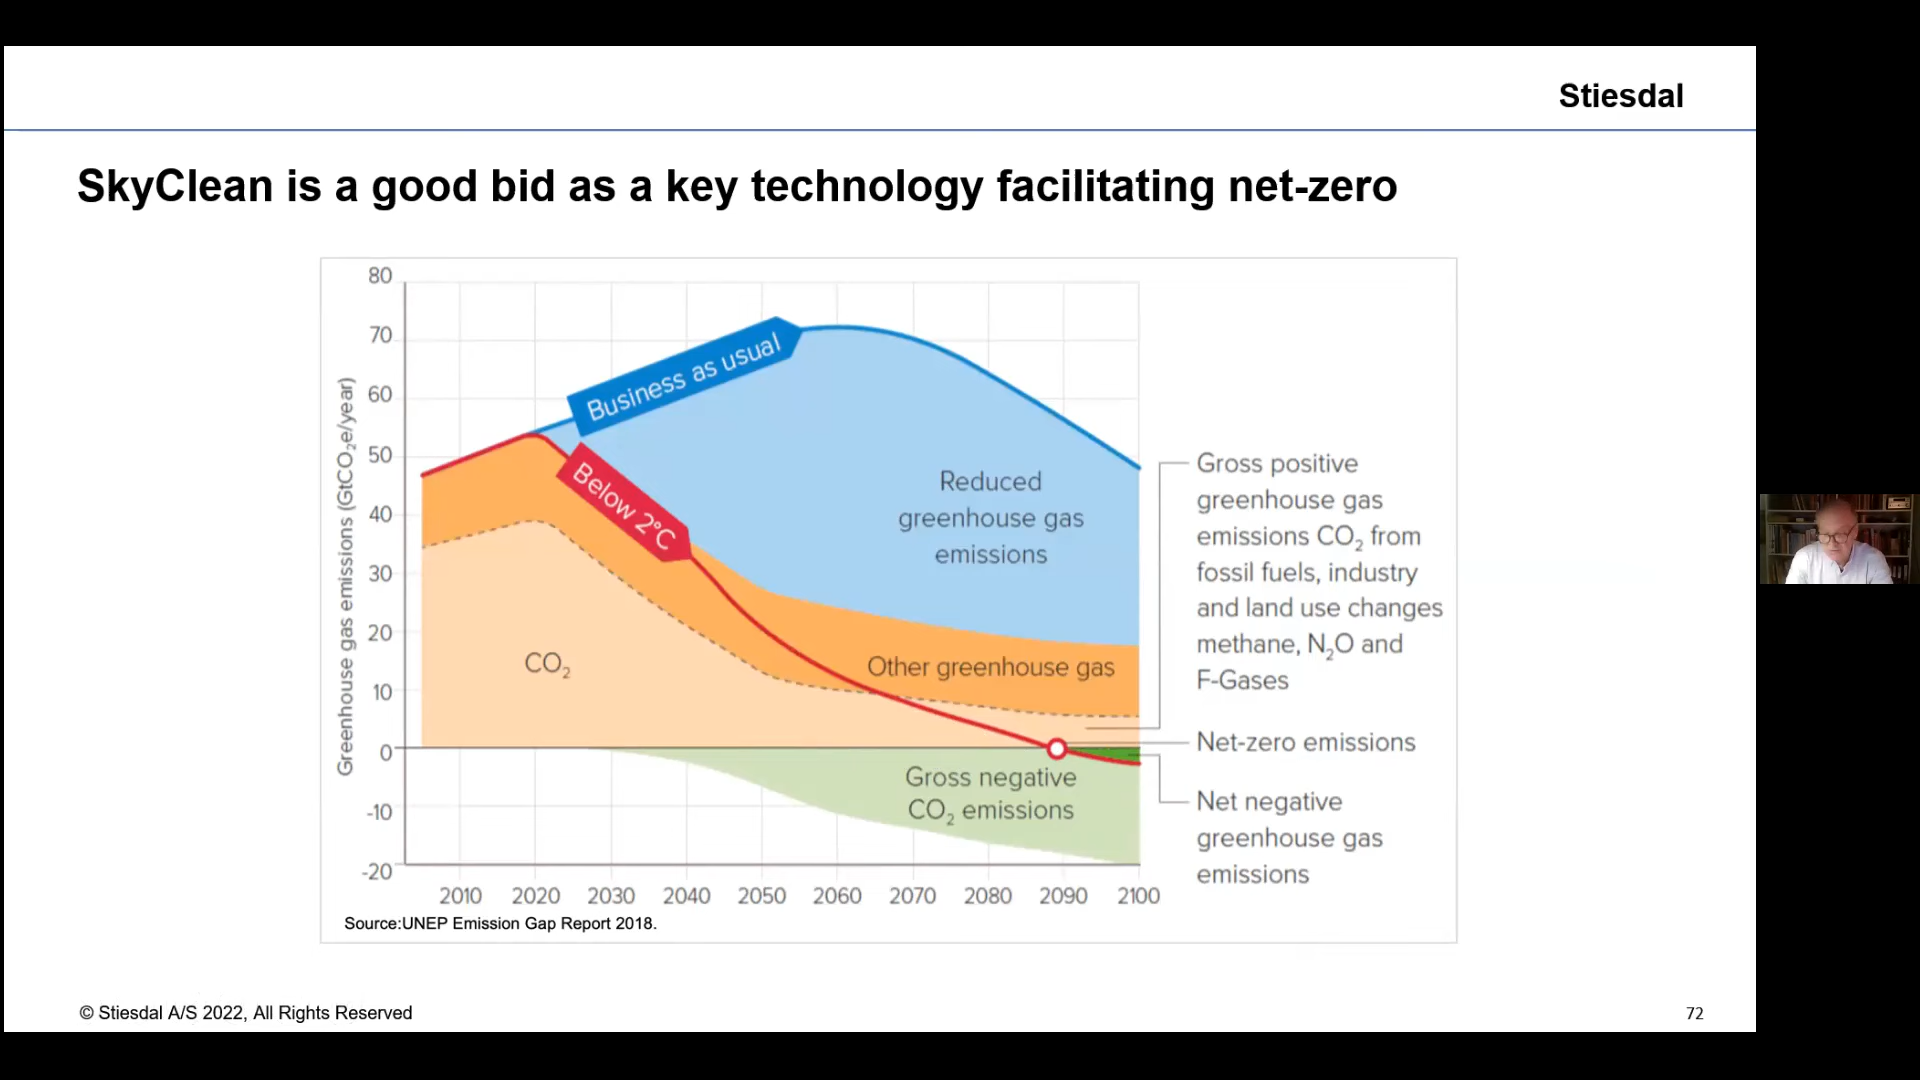 Stiesdal
SkyClean is a good bid as a key technology facilitating net-zero
Greenhouse gas emissions (GtCO₂e/year)
80
70
60
50
40
30
20
10
0
-10
-20
2010 2020 2030 2040 2050 2060 2070 2080 2090 2100
Business as usual
Below 2°C
Reduced
greenhouse gas
emissions
Other greenhouse gas
CO₂
Gross negative
CO₂ emissions
Gross positive
greenhouse gas
emissions CO₂ from
fossil fuels, industry
and land use changes
methane, N₂O and
F-Gases
Net-zero emissions
Net negative
greenhouse gas
emissions
Source:UNEP Emission Gap Report 2018.
© Stiesdal A/S 2022, All Rights Reserved
72